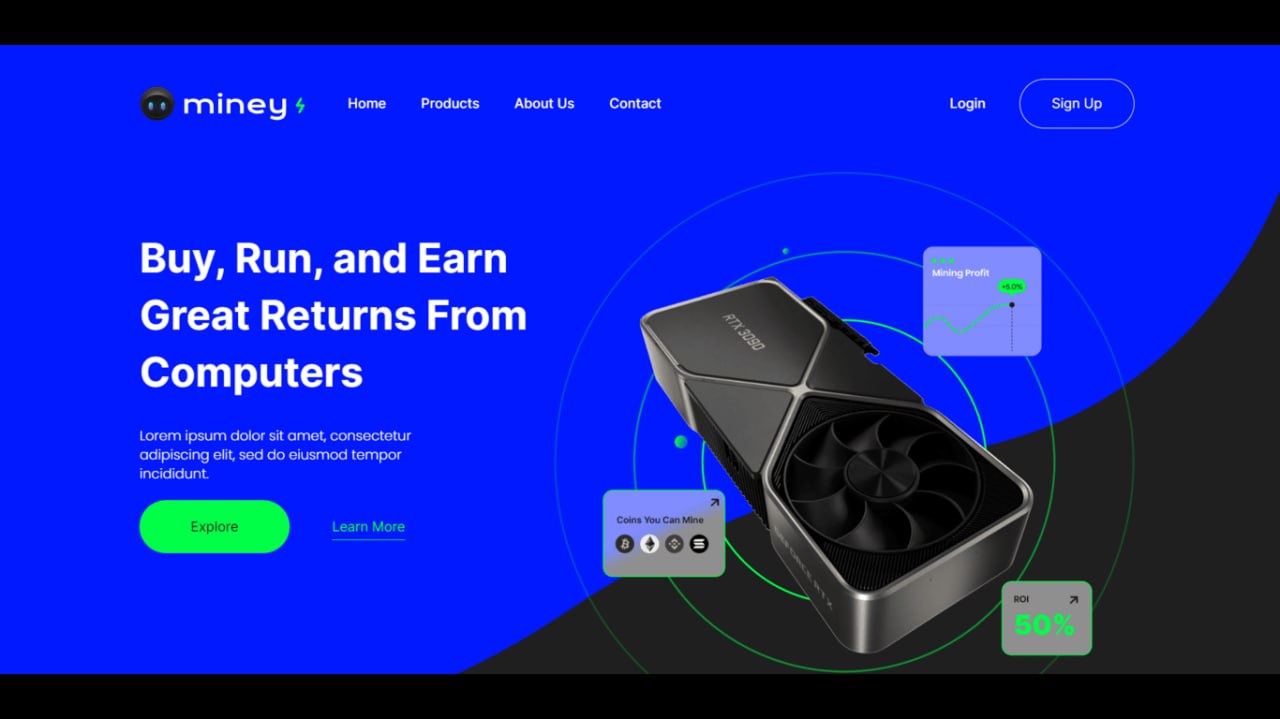 miney
Home
Products
About Us
Contact
Login
Sign Up
Buy, Run, and Earn
Great Returns From
Computers
Lorem ipsum dolor sit amet, consectetur
adipiscing elit, sed do eiusmod tempor
incididunt.
Explore
Learn More
RTX 3090
Mining Profit
+5.0%
Coins You Can Mine
GEFORCE RTX
ROI
50%